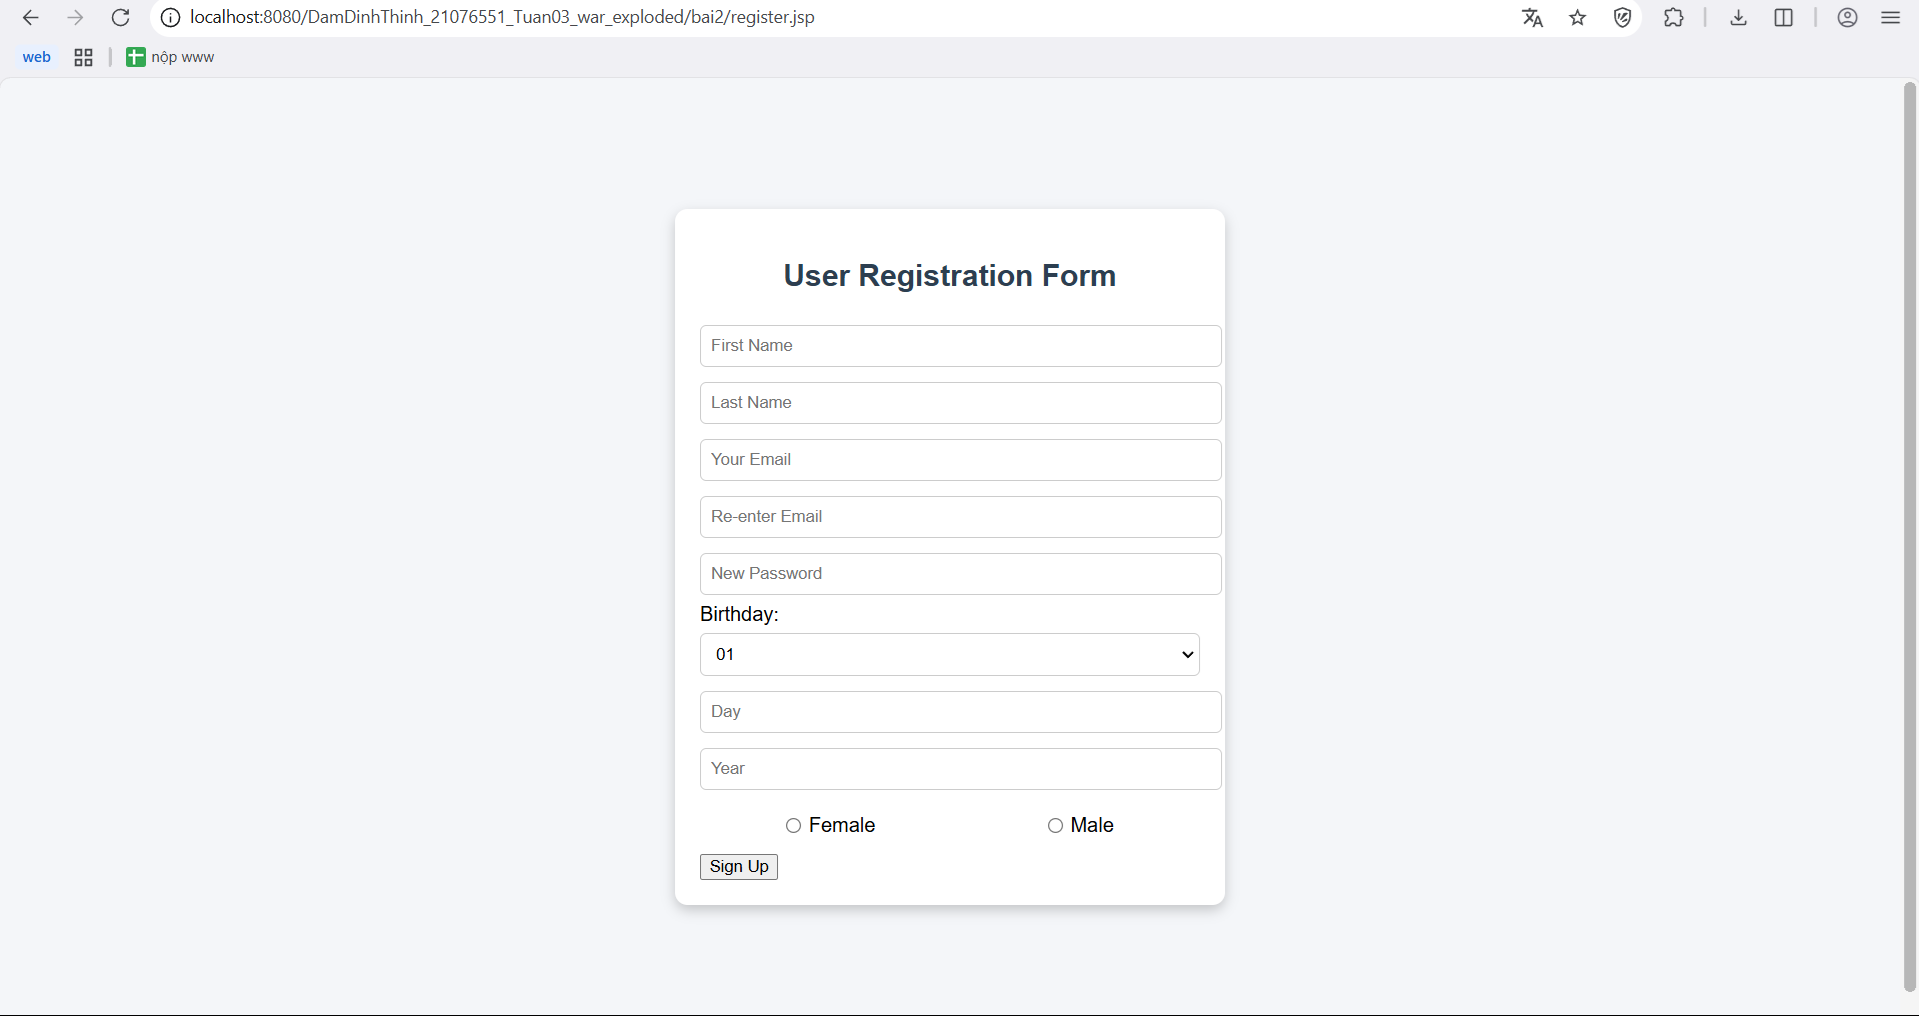 localhost:8080/DamDinhThinh_21076551_Tuan03_war_exploded/bai2/register.jsp
web
nộp www
User Registration Form
First Name
Last Name
Your Email
Re-enter Email
New Password
Birthday:
01
Day
Year
Female Male
Sign Up